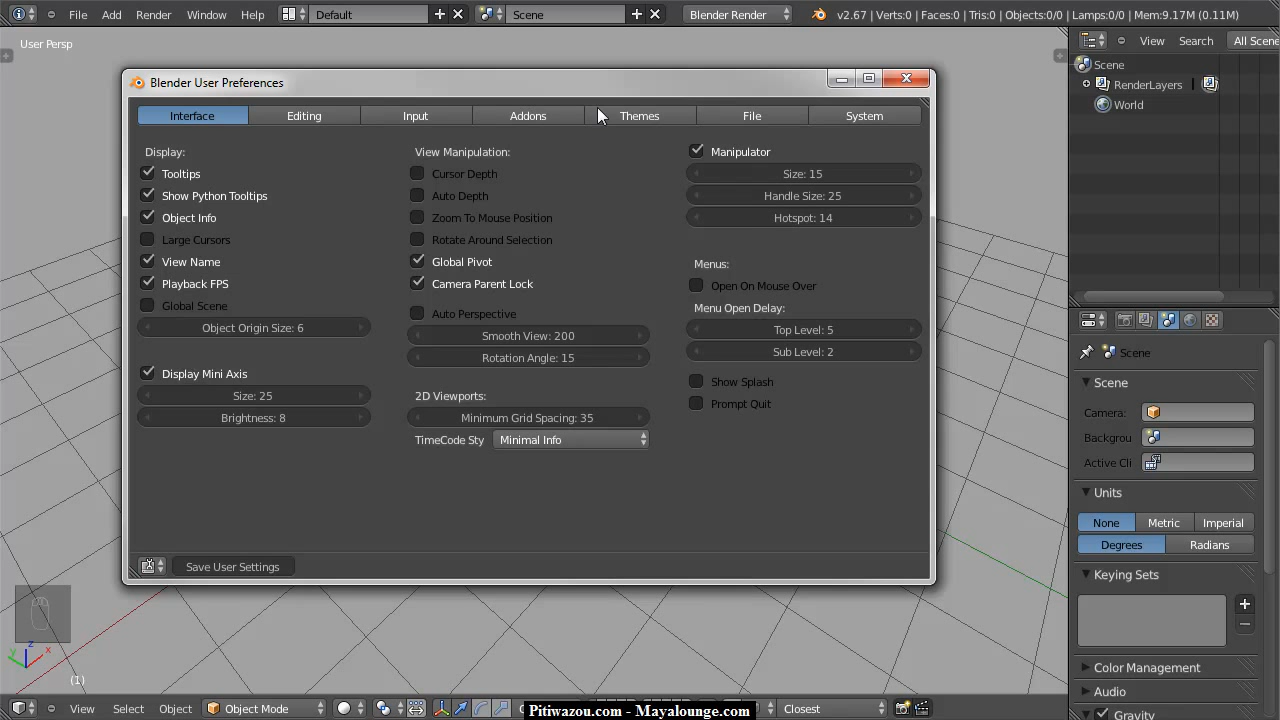 File Add Render Window Help Default Scene Blender Render v2.67 | Verts:0 | Faces:0 | Tris:0 | Objects:0/0 | Lamps:0/0 | Mem:9.17M (0.11M)
User Persp
View Search All Scene
Scene
RenderLayers |
World
Blender User Preferences
Interface Editing Input Addons Themes File System
Display:
Tooltips
Show Python Tooltips
Object Info
Large Cursors
View Name
Playback FPS
Global Scene
Object Origin Size: 6
Display Mini Axis
Size: 25
Brightness: 8
View Manipulation:
Cursor Depth
Auto Depth
Zoom To Mouse Position
Rotate Around Selection
Global Pivot
Camera Parent Lock
Auto Perspective
Smooth View: 200
Rotation Angle: 15
2D Viewports:
Minimum Grid Spacing: 35
TimeCode Sty Minimal Info
Manipulator
Size: 15
Handle Size: 25
Hotspot: 14
Menus:
Open On Mouse Over
Menu Open Delay:
Top Level: 5
Sub Level: 2
Show Splash
Prompt Quit
Save User Settings
Scene
Scene
Camera:
Backgrou
Active Cli
Units
None Metric Imperial
Degrees Radians
Keying Sets
Color Management
Audio
Gravity
z
y x
(1)
View Select Object Object Mode Closest
Pitiwazou.com - Mayalounge.com